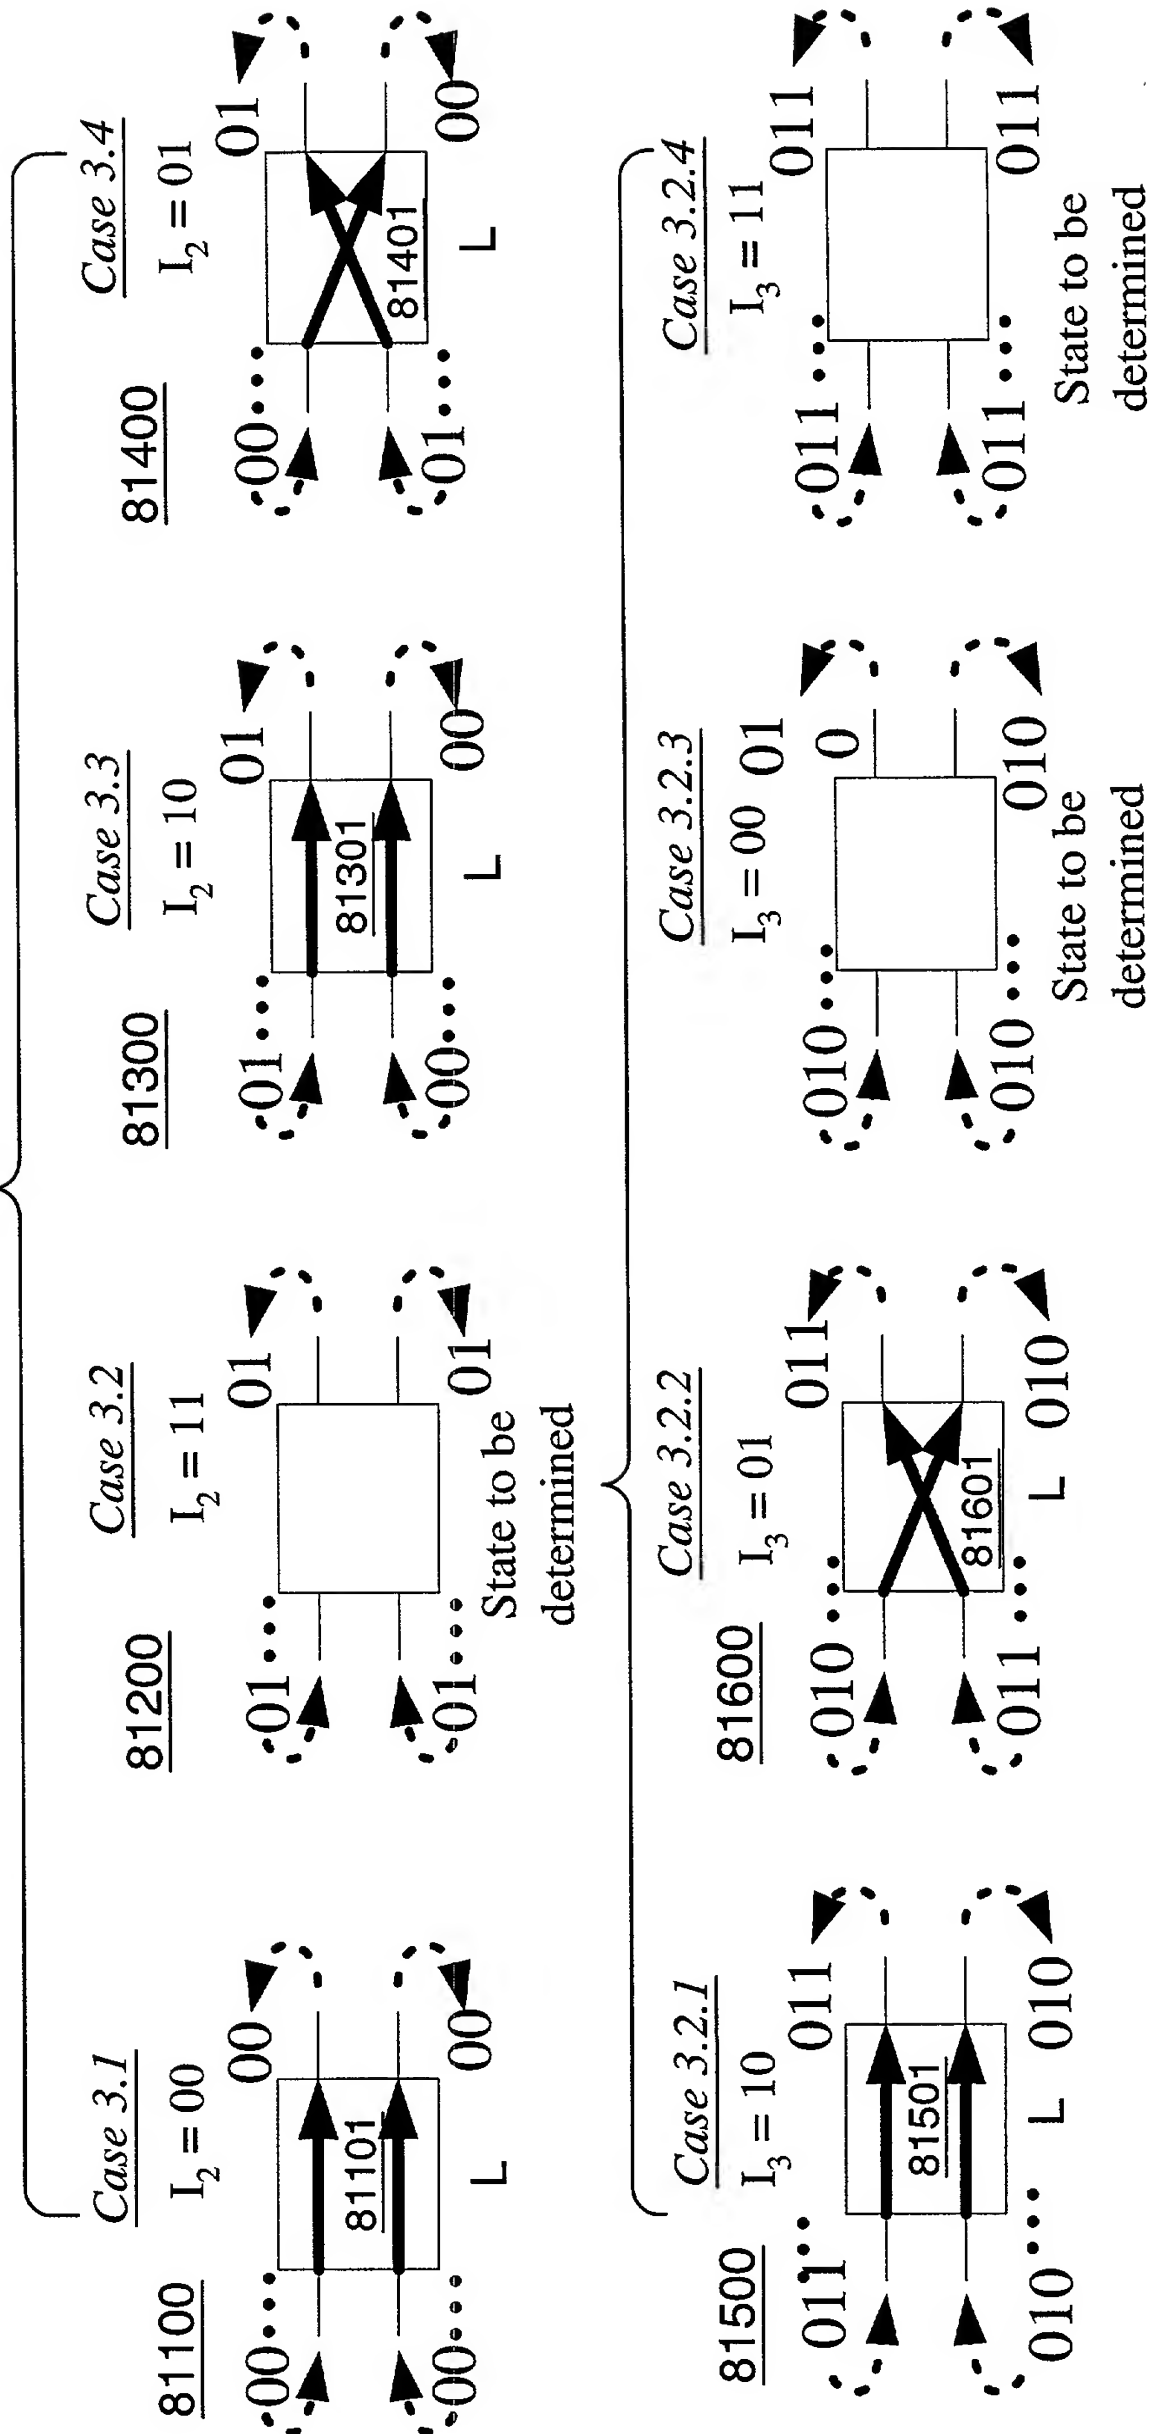 81100
Case 3.1
I2 = 00
00
00
81101
00
00
L
81200
Case 3.2
I2 = 11
01
01
01
01
State to be
determined
81300
Case 3.3
I2 = 10
01
01
81301
00
00
L
81400
Case 3.4
I2 = 01
00
01
81401
01
00
L
81500
Case 3.2.1
I3 = 10
011
011
81501
010
010
L
81600
Case 3.2.2
I3 = 01
010
011
81601
011
010
L
Case 3.2.3
I3 = 00
01
0
010
010
010
State to be
determined
Case 3.2.4
I3 = 11
011
011
011
011
State to be
determined